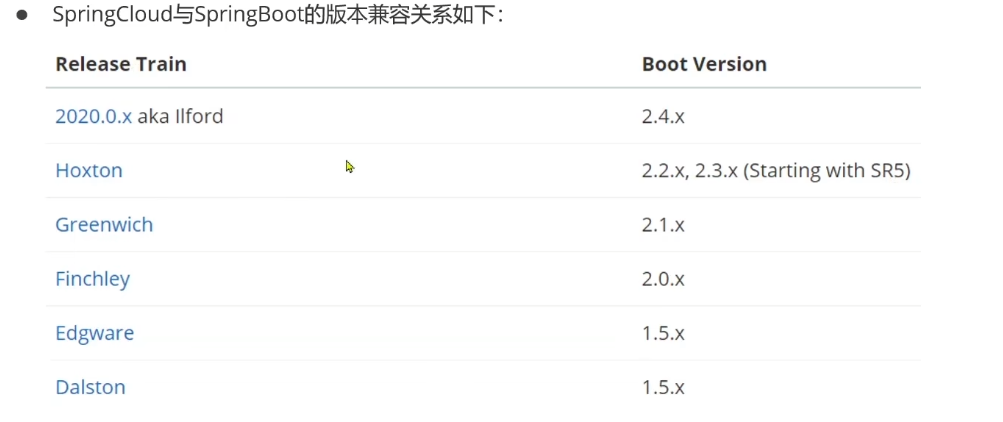 ● SpringCloud与SpringBoot的版本兼容关系如下：
Release Train Boot Version
2020.0.x aka Ilford 2.4.x
Hoxton 2.2.x, 2.3.x (Starting with SR5)
Greenwich 2.1.x
Finchley 2.0.x
Edgware 1.5.x
Dalston 1.5.x